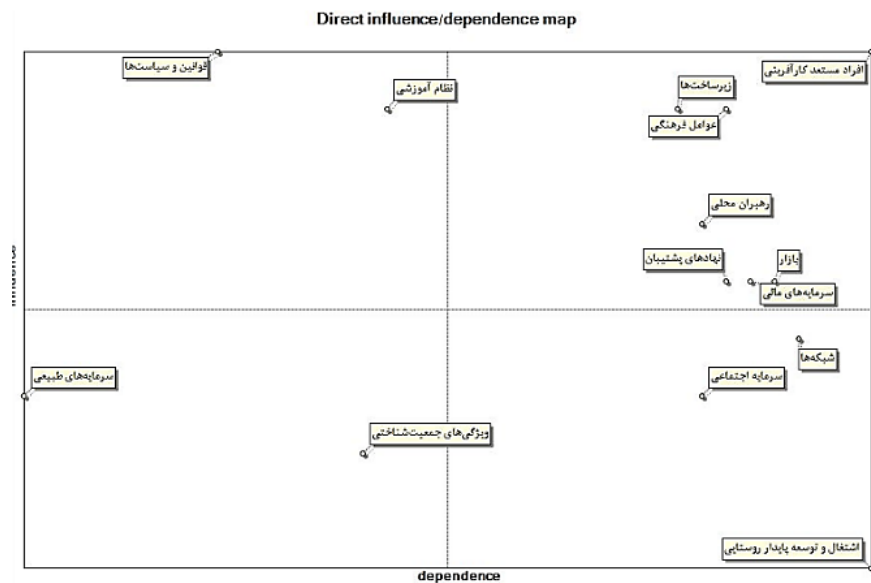 Direct influence/dependence map
قوانین و سیاست‌ها
افراد مستعد کارآفرینی
نظام آموزشی
زیرساخت‌ها
عوامل فرهنگی
رهبران محلی
نهادهای پشتیبان
بازار
سرمایه‌های مالی
influence
شبکه‌ها
سرمایه‌های طبیعی
سرمایه اجتماعی
ویژگی‌های جمعیت‌شناختی
اشتغال و توسعه پایدار روستایی
dependence